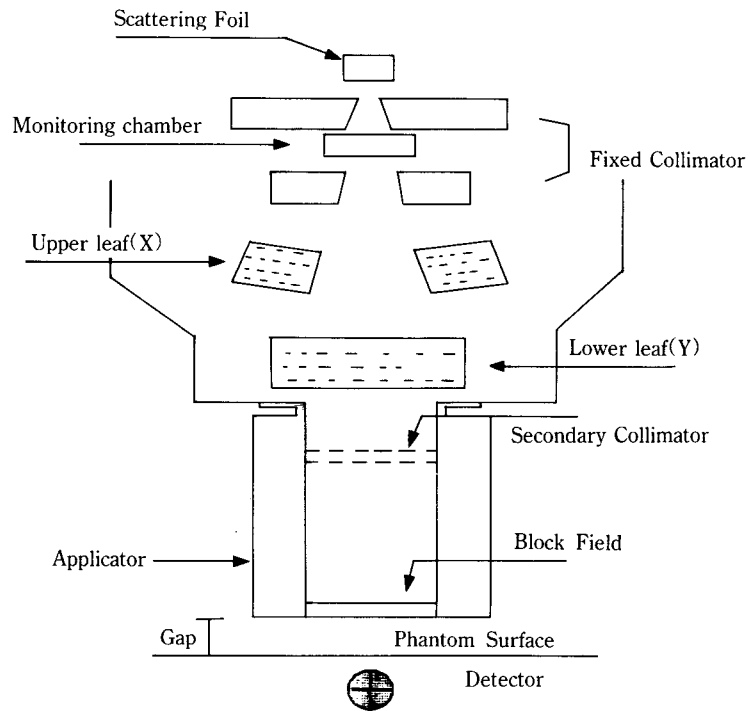 Scattering Foil
Monitoring chamber
Fixed Collimator
Upper leaf(X)
Lower leaf(Y)
Secondary Collimator
Applicator
Block Field
Gap
Phantom Surface
Detector